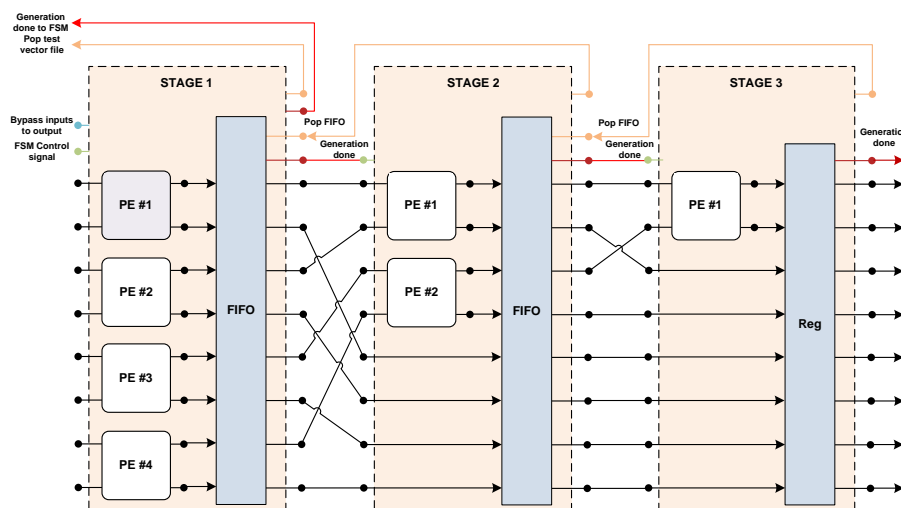 Generation
done to FSM
Pop test
vector file
STAGE 1
STAGE 2
STAGE 3
Bypass inputs
to output
FSM Control
signal
Pop FIFO
Generation
done
Pop FIFO
Generation
done
Generation
done
PE #1
PE #2
PE #3
PE #4
FIFO
PE #1
PE #2
FIFO
PE #1
Reg